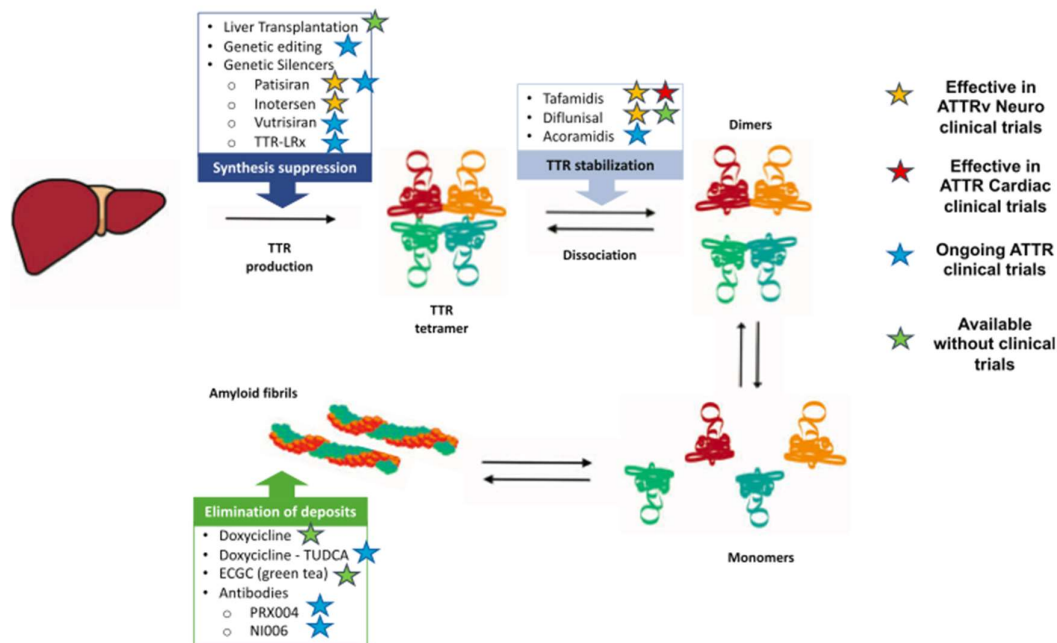 • Liver Transplantation
• Genetic editing
• Genetic Silencers
o Patisiran
o Inotersen
o Vutrisiran
o TTR-LRx
Synthesis suppression
TTR
production
TTR
tetramer
• Tafamidis
• Diflunisal
• Acoramidis
TTR stabilization
Dissociation
Dimers
Monomers
Amyloid fibrils
Elimination of deposits
• Doxycicline
• Doxycicline - TUDCA
• ECGC (green tea)
• Antibodies
o PRX004
o NI006
Effective in
ATTRv Neuro
clinical trials
Effective in
ATTR Cardiac
clinical trials
Ongoing ATTR
clinical trials
Available
without clinical
trials